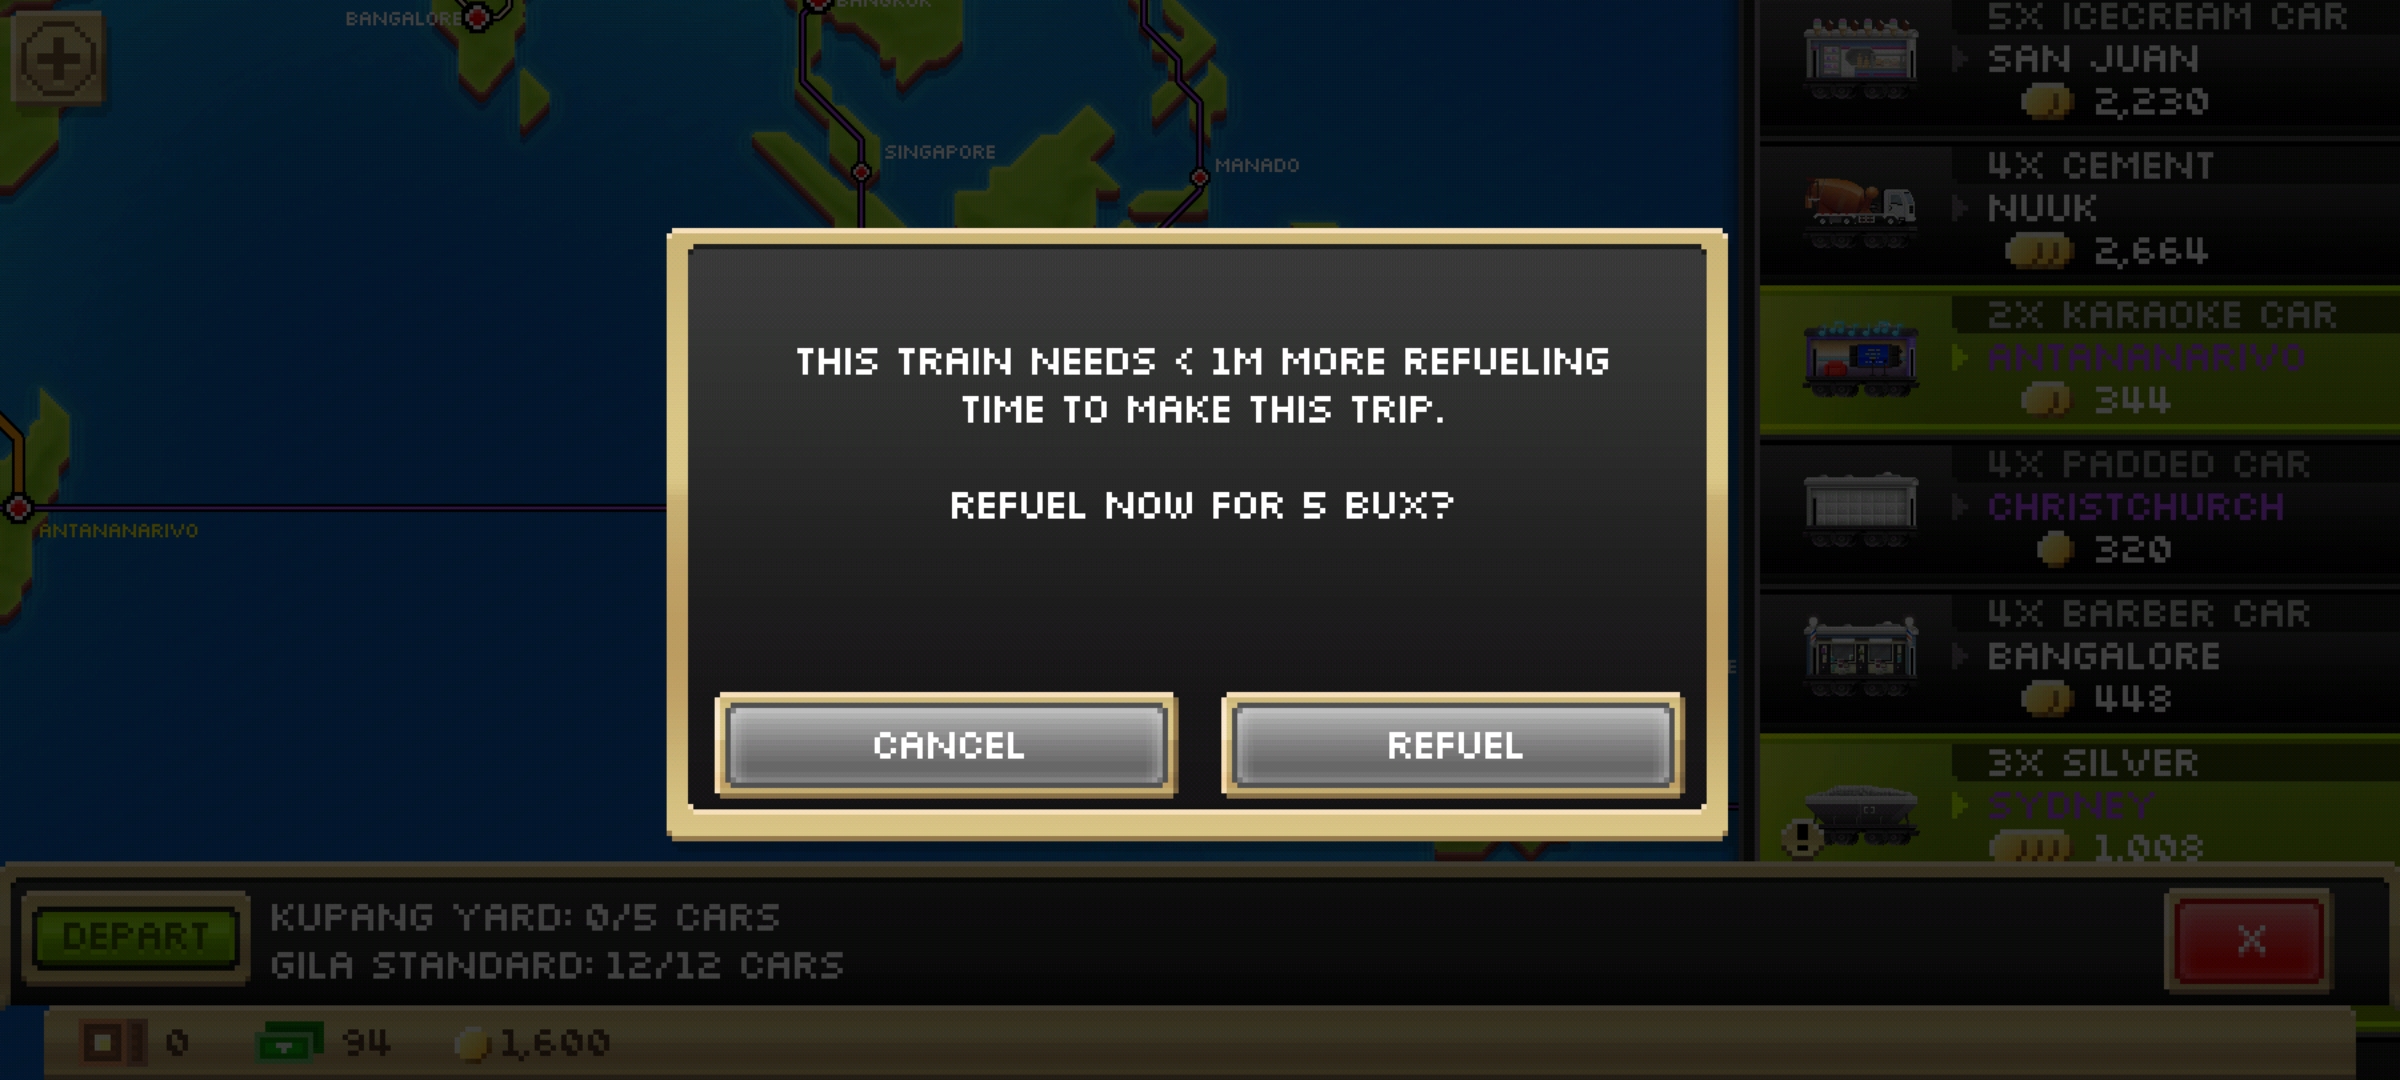 BANGALORE
BANGKOK
SINGAPORE
MANADO
ANTANANARIVO
THIS TRAIN NEEDS < 1M MORE REFUELING
TIME TO MAKE THIS TRIP.
REFUEL NOW FOR 5 BUX?
CANCEL
REFUEL
5X ICECREAM CAR
SAN JUAN
2,230
4X CEMENT
NUUK
2,664
2X KARAOKE CAR
ANTANANARIVO
344
4X PADDED CAR
CHRISTCHURCH
320
4X BARBER CAR
BANGALORE
448
3X SILVER
SYDNEY
1,008
DEPART
KUPANG YARD: 0/5 CARS
GILA STANDARD: 12/12 CARS
X
0
94
1,600